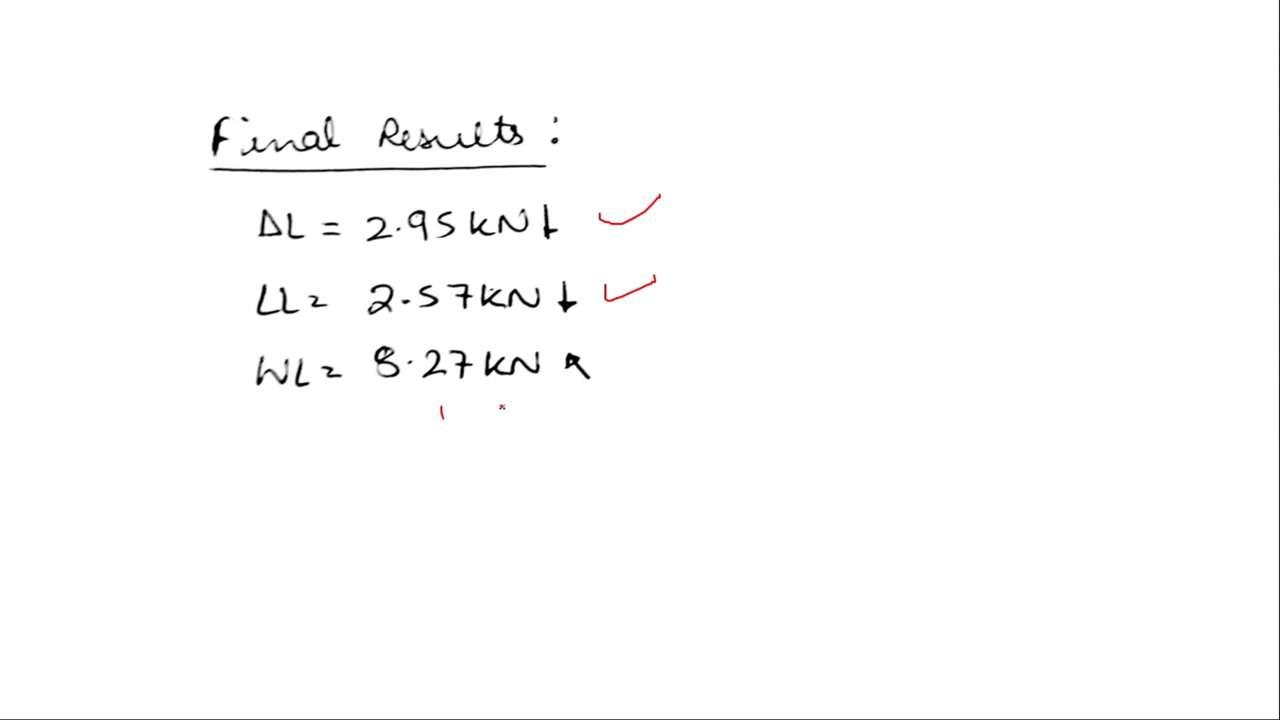 Final Results:
DL = 2.95 kN ↓
LL = 2.57 kN ↓
WL = 8.27 kN ↖